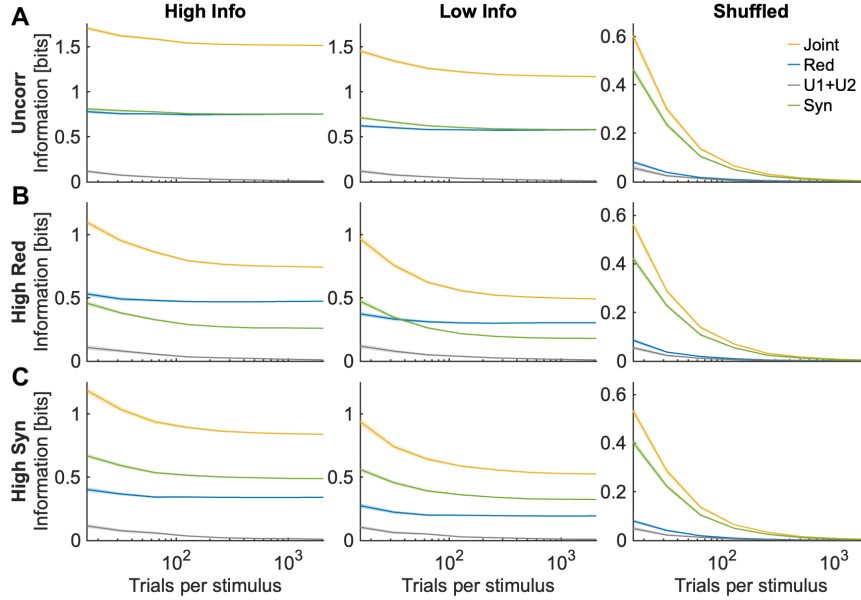 A
High Info
Low Info
Shuffled
Uncorr
Information [bits]
1.5
1
0.5
0
1.5
1
0.5
0
0.6
0.4
0.2
0
Joint
Red
U1+U2
Syn
B
High Red
Information [bits]
1
0.5
0
1
0.5
0
0.6
0.4
0.2
0
C
High Syn
Information [bits]
1
0.5
0
1
0.5
0
0.6
0.4
0.2
0
10² 10³
10² 10³
10² 10³
Trials per stimulus
Trials per stimulus
Trials per stimulus